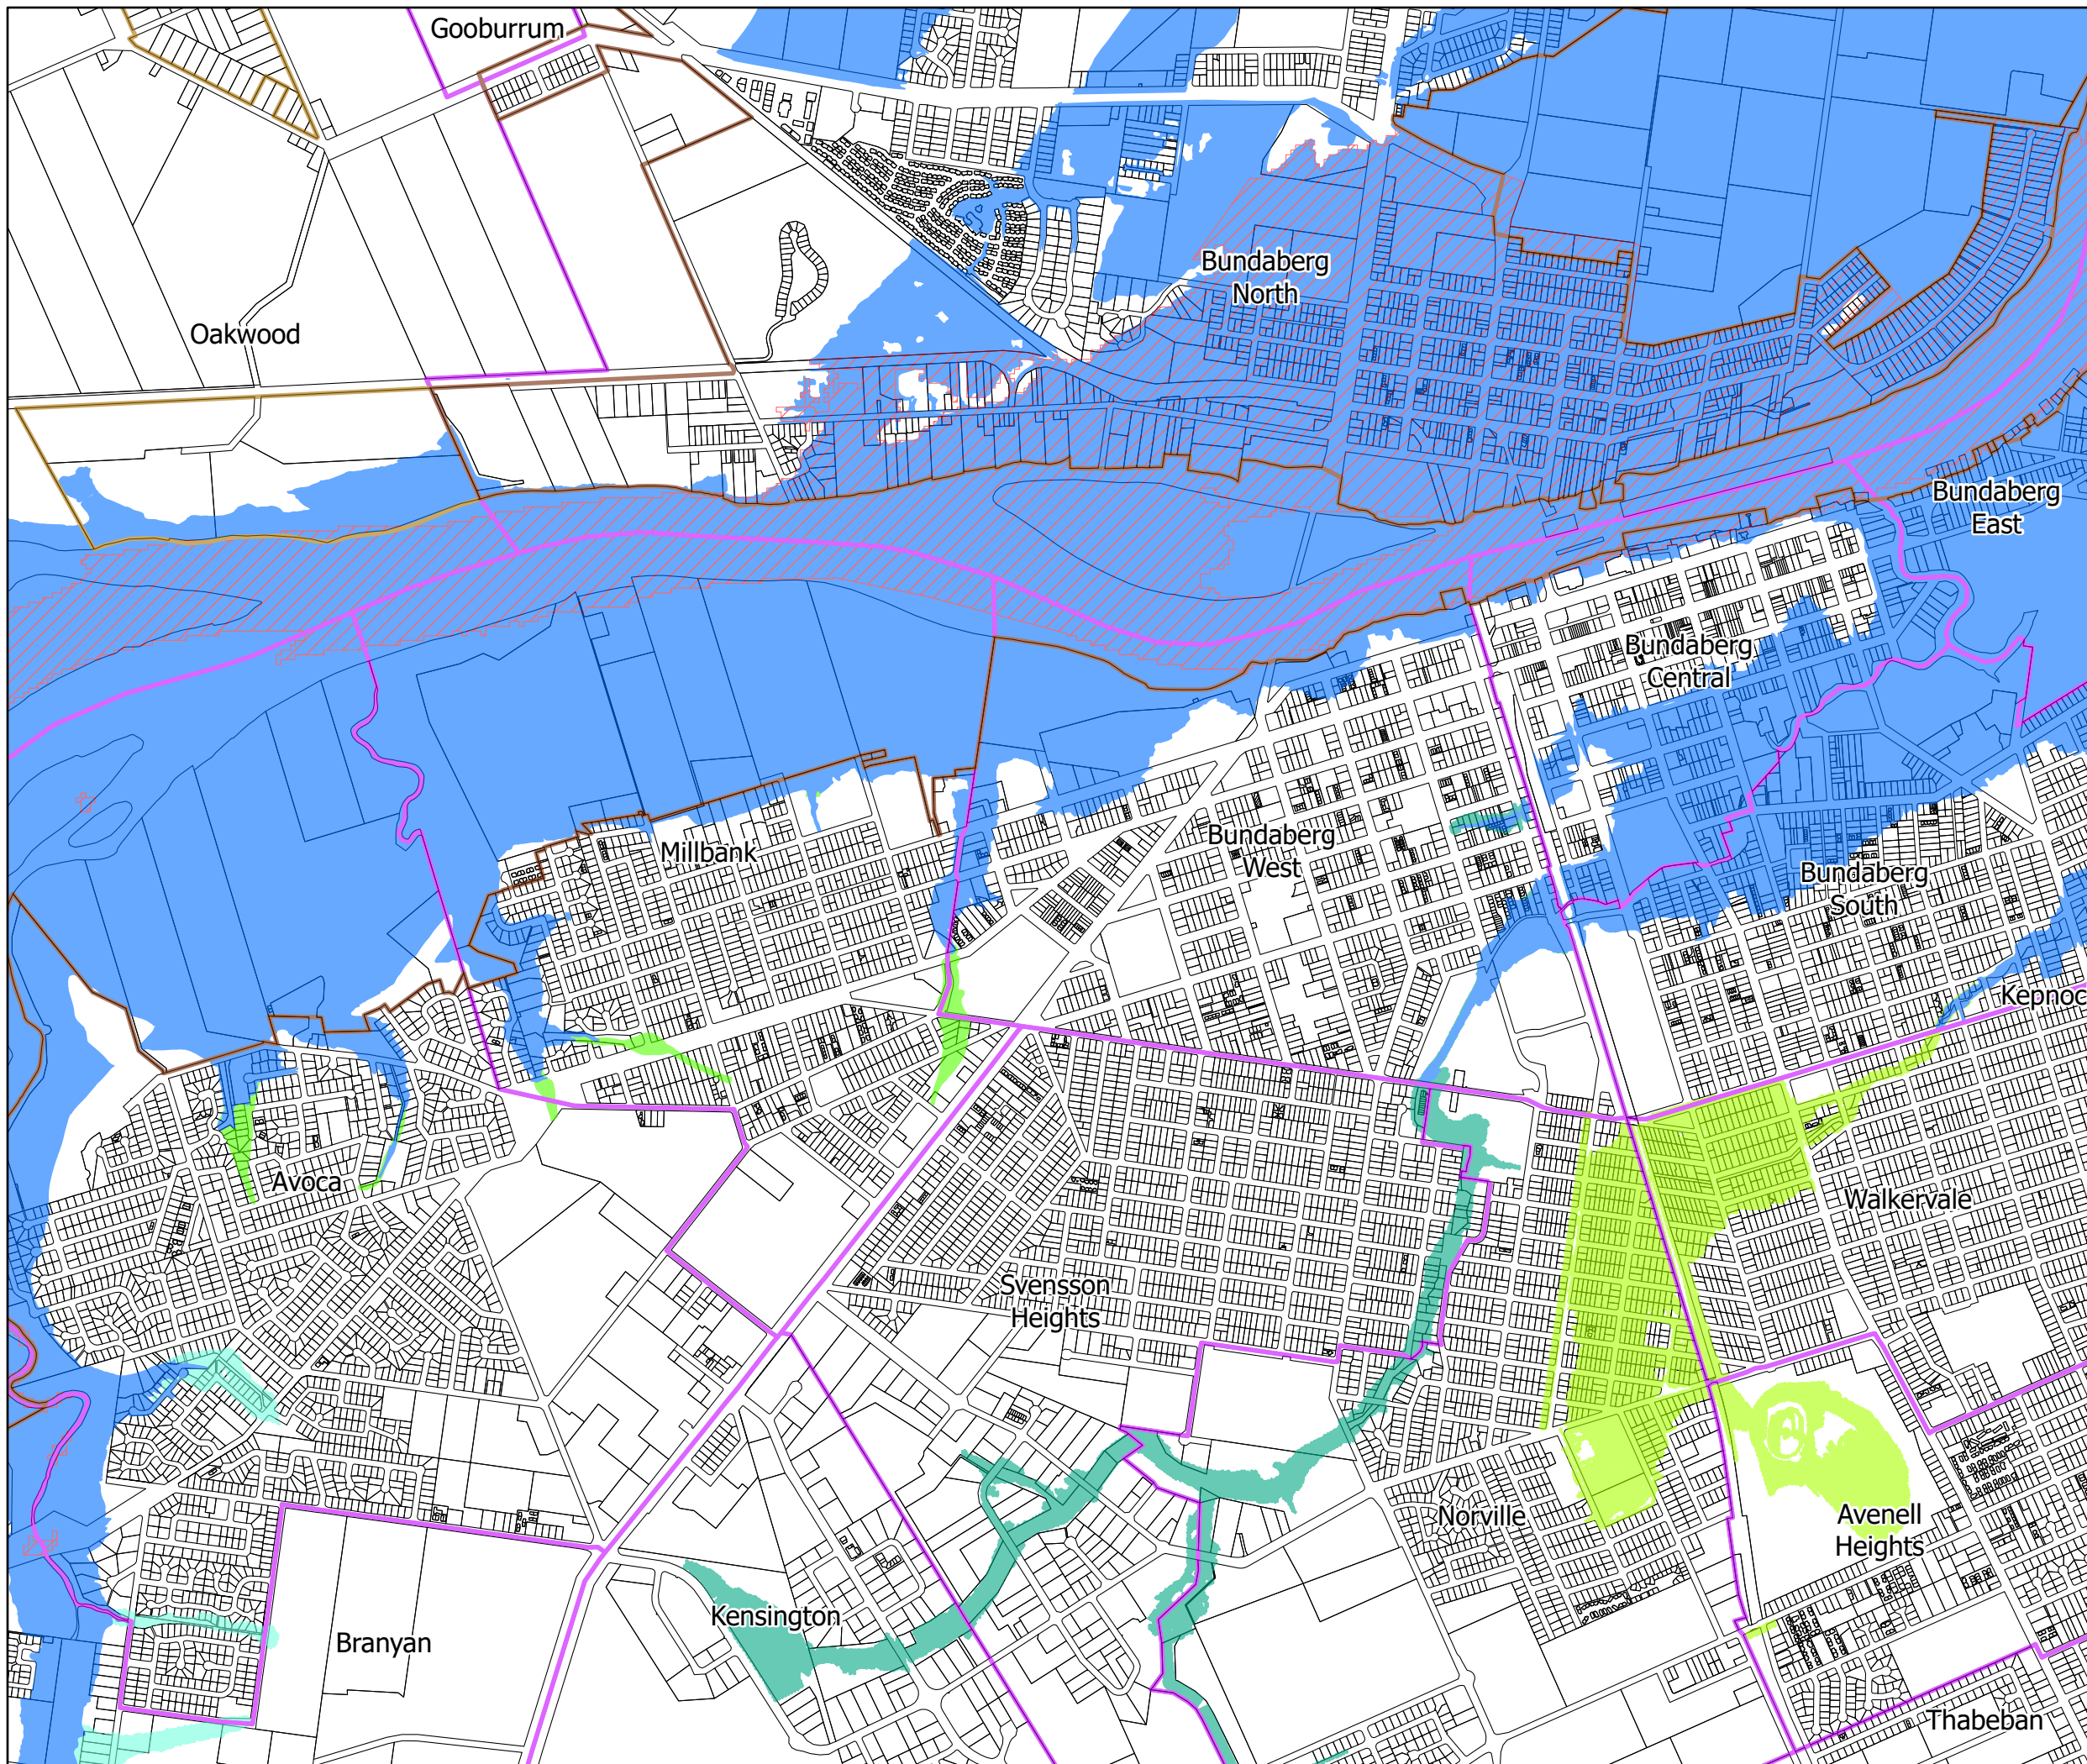 Gooburrum
Bundaberg
North
Oakwood
Bundaberg
East
Bundaberg
Central
Bundaberg
West
Millbank
Bundaberg
South
Kepnoc
Avoca
Walkervale
Svensson
Heights
Norville
Avenell
Heights
Kensington
Branyan
Thabeban